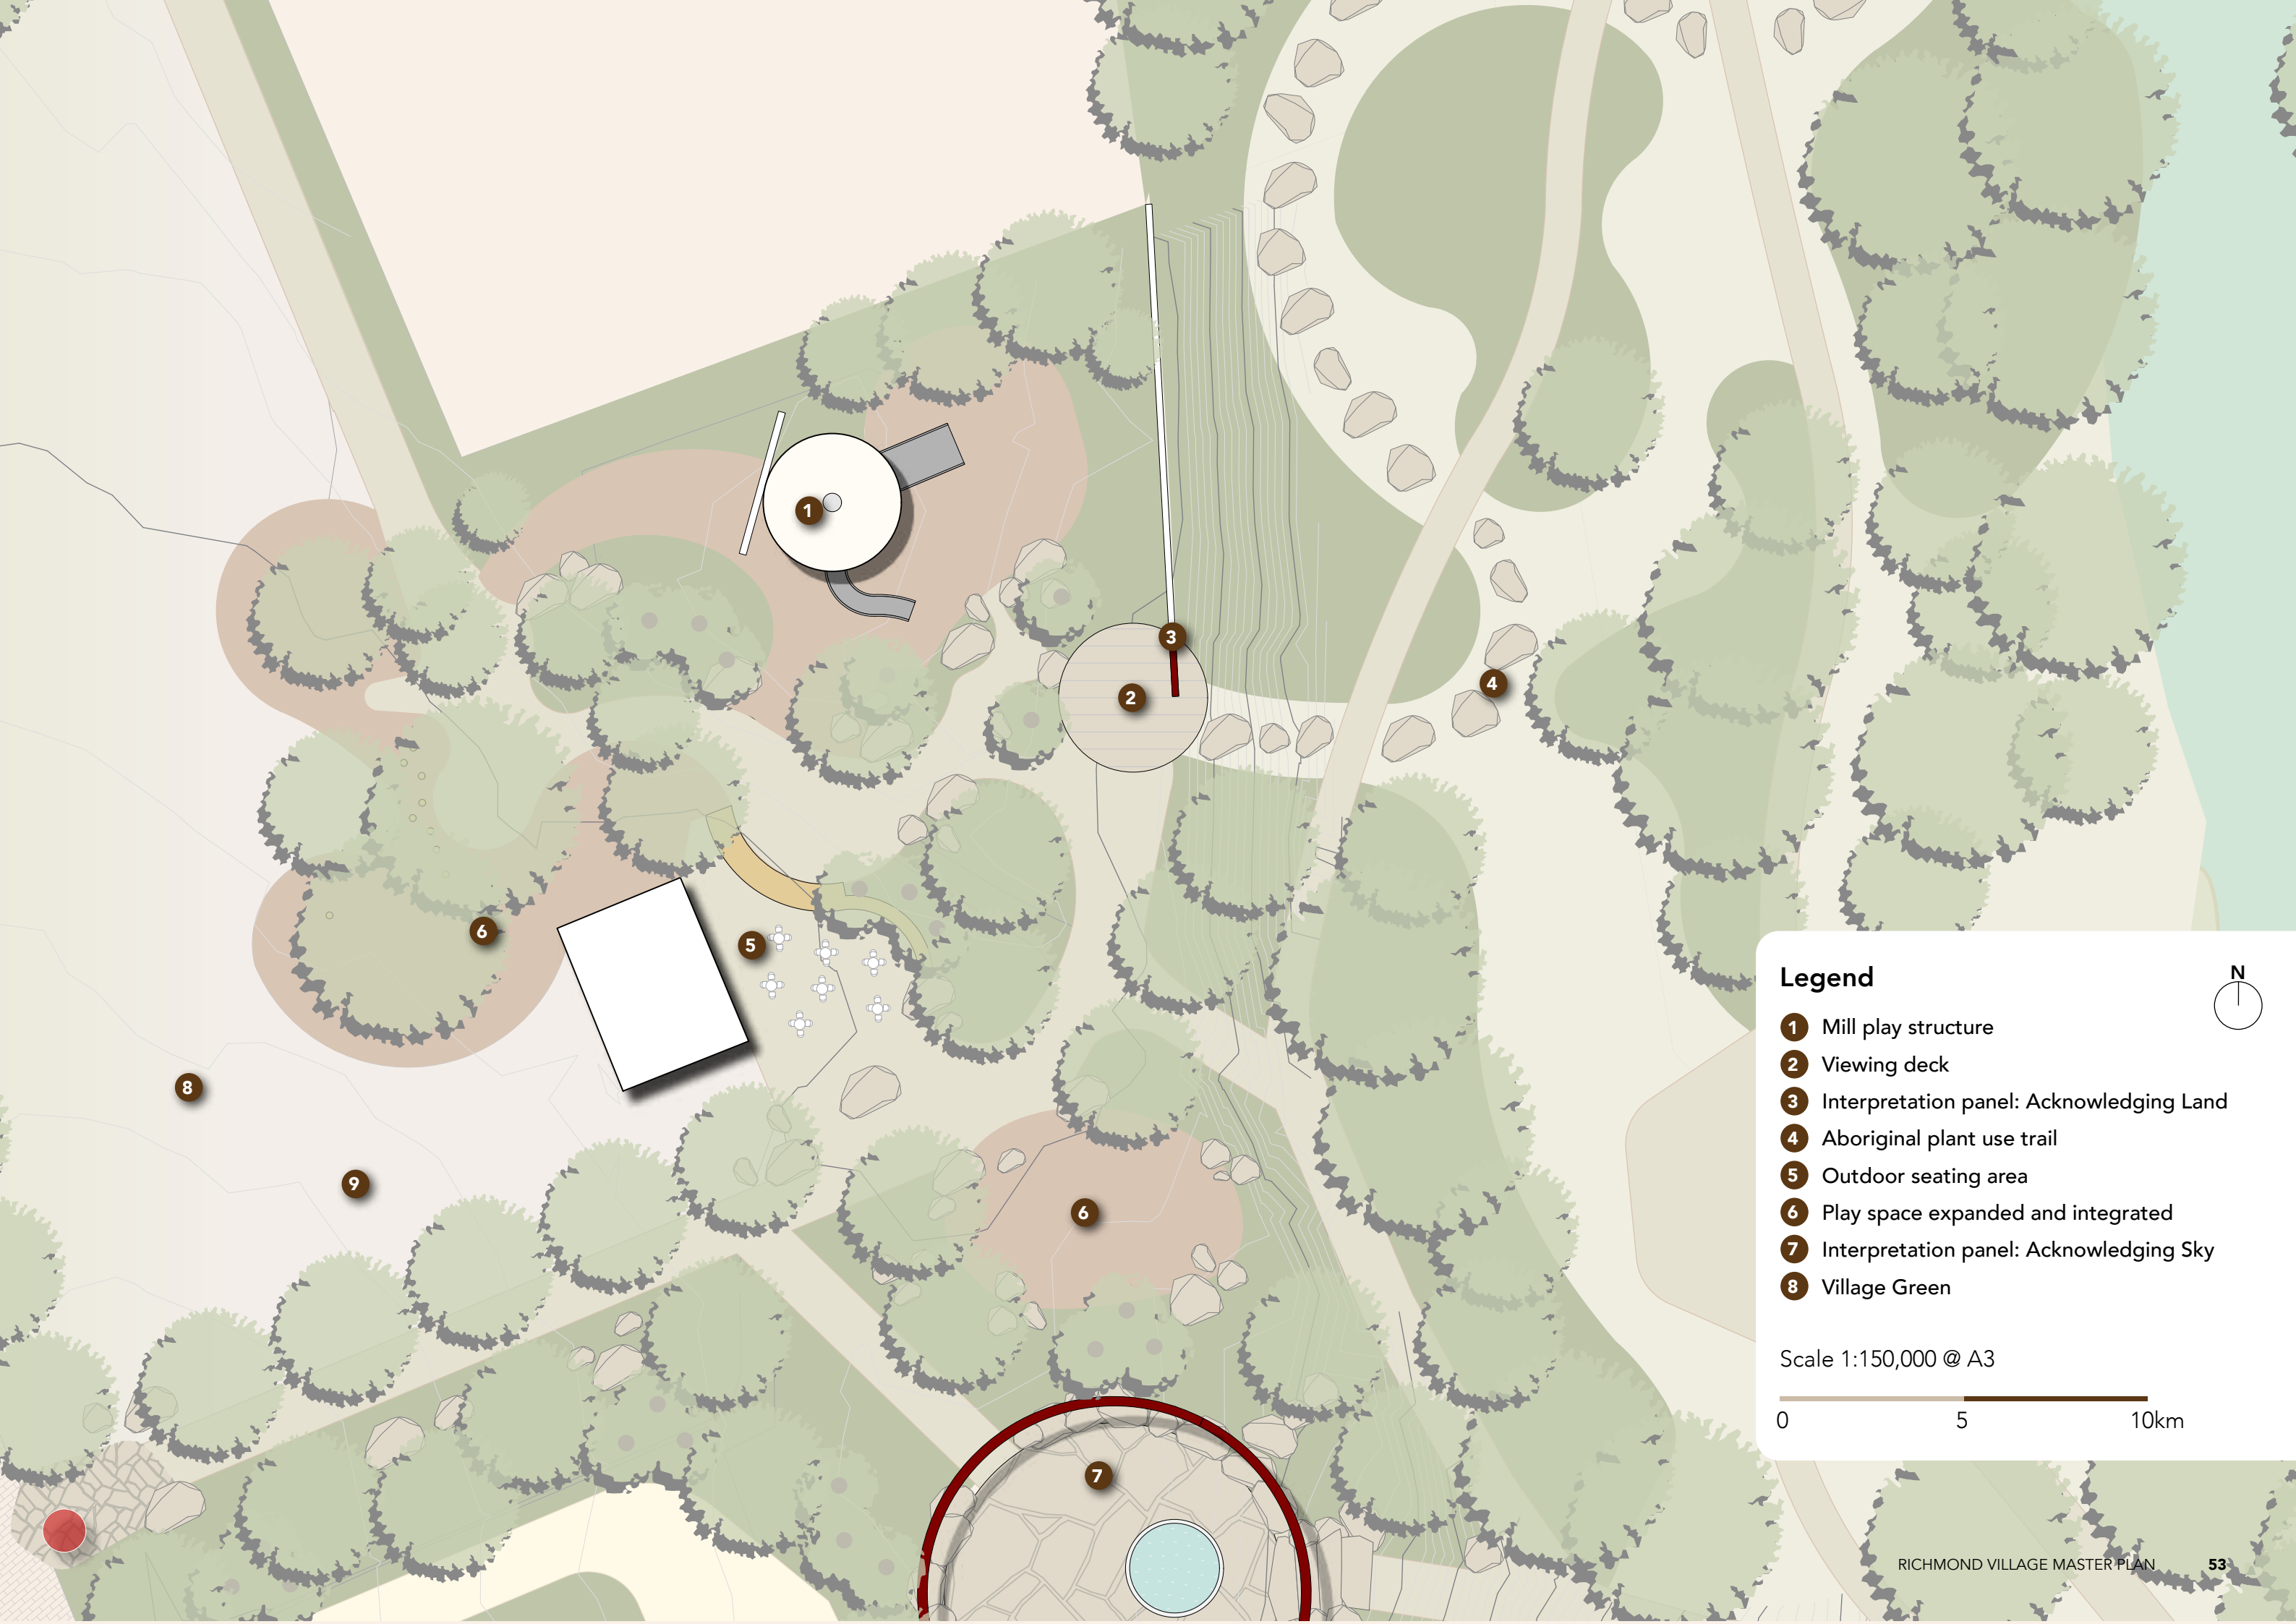 1
3
2
4
5
6
8
9
6
7
Legend
N
1 Mill play structure
2 Viewing deck
3 Interpretation panel: Acknowledging Land
4 Aboriginal plant use trail
5 Outdoor seating area
6 Play space expanded and integrated
7 Interpretation panel: Acknowledging Sky
8 Village Green
Scale 1:150,000 @ A3
0 5 10km
RICHMOND VILLAGE MASTER PLAN 53